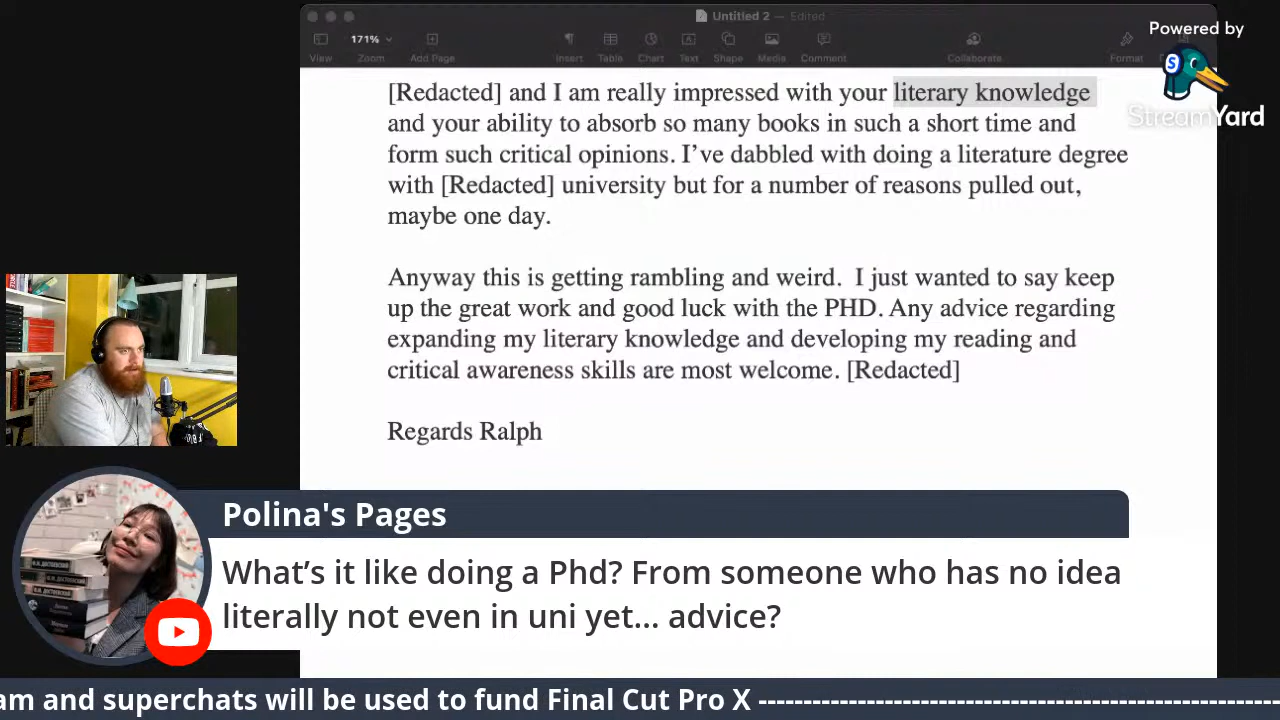 Untitled 2 — Edited
171%
View Zoom Add Page Insert Table Chart Text Shape Media Comment Collaborate Format
Powered by
StreamYard
[Redacted] and I am really impressed with your literary knowledge
and your ability to absorb so many books in such a short time and
form such critical opinions. I’ve dabbled with doing a literature degree
with [Redacted] university but for a number of reasons pulled out,
maybe one day.
Anyway this is getting rambling and weird.  I just wanted to say keep
up the great work and good luck with the PHD. Any advice regarding
expanding my literary knowledge and developing my reading and
critical awareness skills are most welcome. [Redacted]
Regards Ralph
Polina's Pages
What’s it like doing a Phd? From someone who has no idea
literally not even in uni yet... advice?
am and superchats will be used to fund Final Cut Pro X ----------------------------------------------------